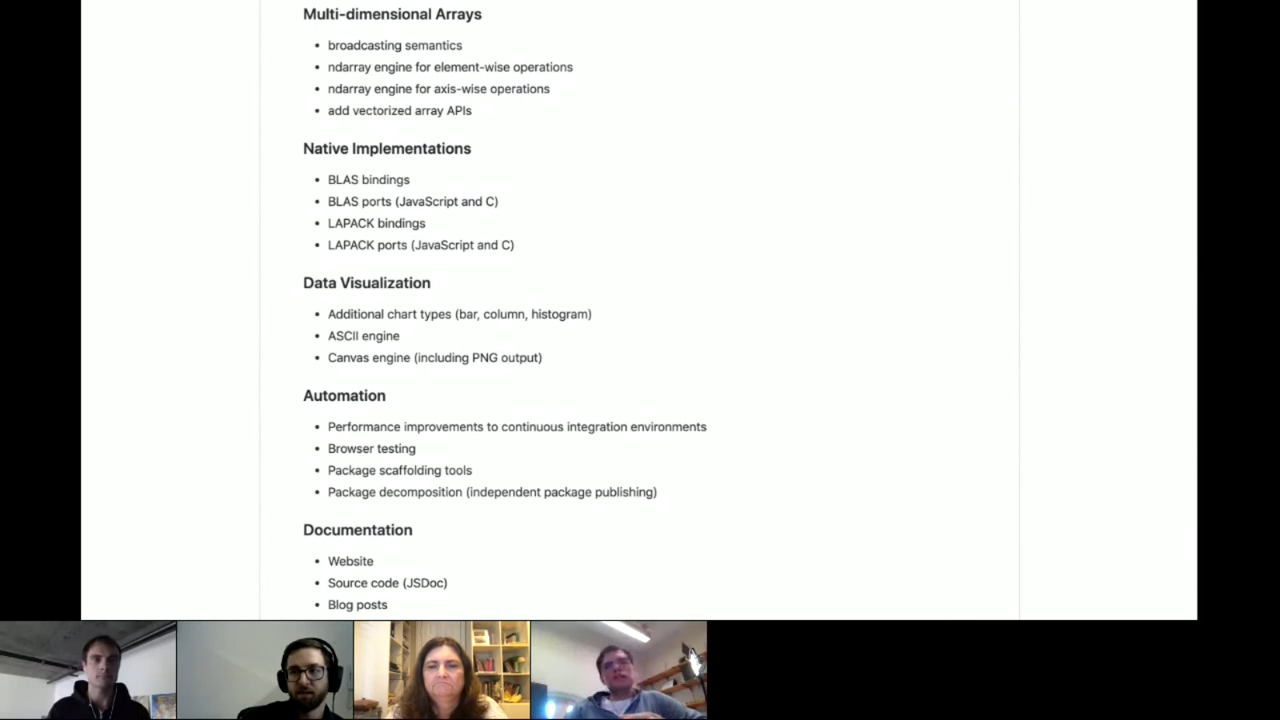 Multi-dimensional Arrays
broadcasting semantics
ndarray engine for element-wise operations
ndarray engine for axis-wise operations
add vectorized array APIs
Native Implementations
BLAS bindings
BLAS ports (JavaScript and C)
LAPACK bindings
LAPACK ports (JavaScript and C)
Data Visualization
Additional chart types (bar, column, histogram)
ASCII engine
Canvas engine (including PNG output)
Automation
Performance improvements to continuous integration environments
Browser testing
Package scaffolding tools
Package decomposition (independent package publishing)
Documentation
Website
Source code (JSDoc)
Blog posts